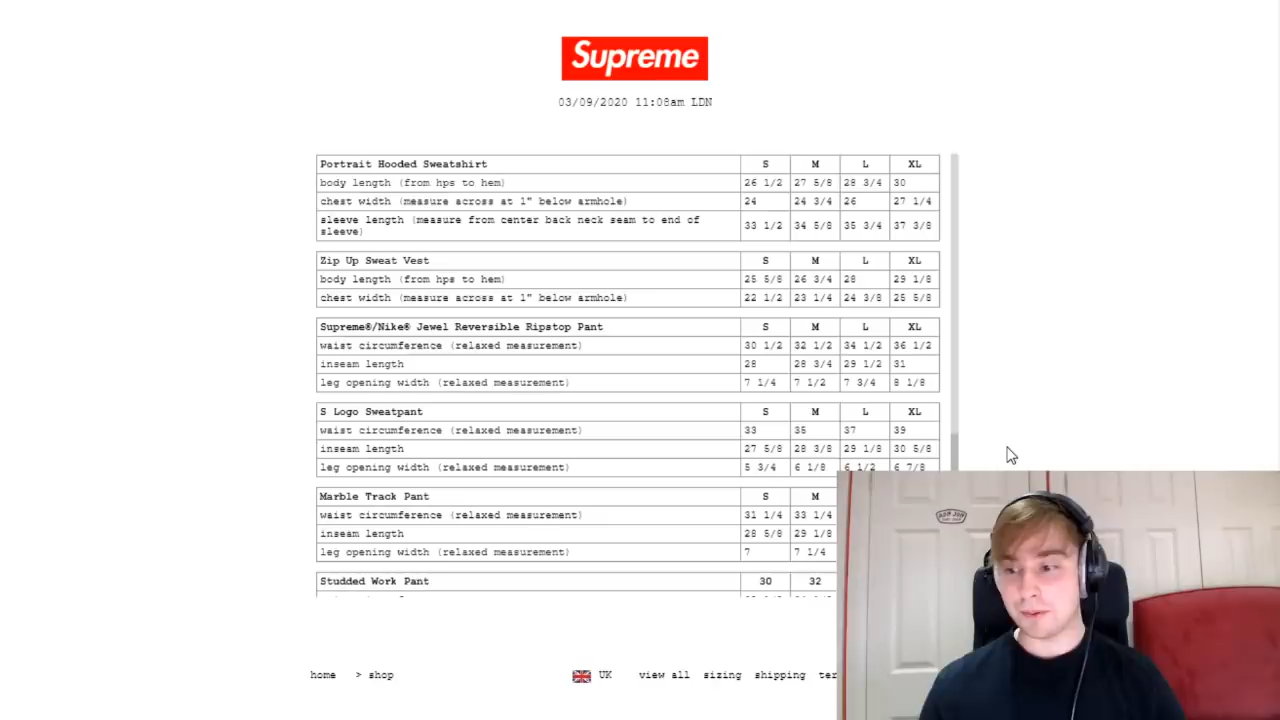 Supreme
03/09/2020 11:08am LDN
Portrait Hooded Sweatshirt S M L XL
body length (from hps to hem) 26 1/2 27 5/8 28 3/4 30
chest width (measure across at 1" below armhole) 24 24 3/4 26 27 1/4
sleeve length (measure from center back neck seam to end of
sleeve) 33 1/2 34 5/8 35 3/4 37 3/8
Zip Up Sweat Vest S M L XL
body length (from hps to hem) 25 5/8 26 3/4 28 29 1/8
chest width (measure across at 1" below armhole) 22 1/2 23 1/4 24 3/8 25 5/8
Supreme®/Nike® Jewel Reversible Ripstop Pant S M L XL
waist circumference (relaxed measurement) 30 1/2 32 1/2 34 1/2 36 1/2
inseam length 28 28 3/4 29 1/2 31
leg opening width (relaxed measurement) 7 1/4 7 1/2 7 3/4 8 1/8
S Logo Sweatpant S M L XL
waist circumference (relaxed measurement) 33 35 37 39
inseam length 27 5/8 28 3/8 29 1/8 30 5/8
leg opening width (relaxed measurement) 5 3/4 6 1/8 6 1/2 6 7/8
Marble Track Pant S M
waist circumference (relaxed measurement) 31 1/4 33 1/4
inseam length 28 5/8 29 1/8
leg opening width (relaxed measurement) 7 7 1/4
Studded Work Pant 30 32
home > shop UK view all sizing shipping ter